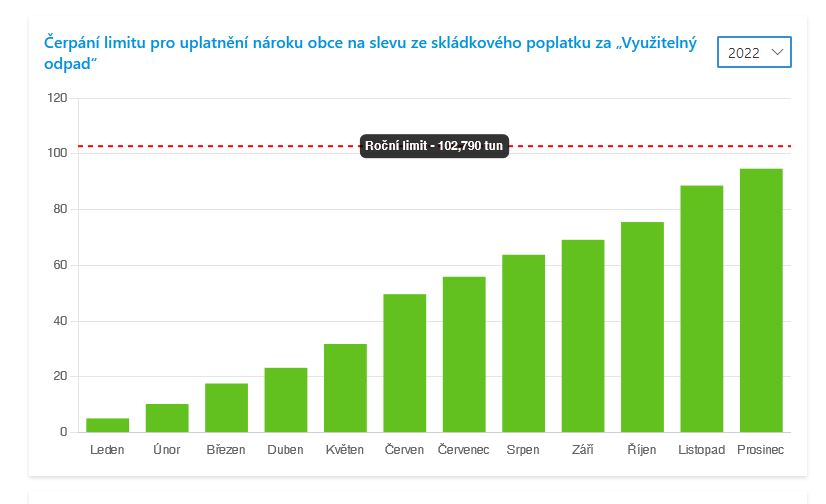 Čerpání limitu pro uplatnění nároku obce na slevu ze skládkového poplatku za „Využitelný
odpad“
2022
120
Roční limit - 102,790 tun
100
80
60
40
20
0
Leden Únor Březen Duben Květen Červen Červenec Srpen Září Říjen Listopad Prosinec